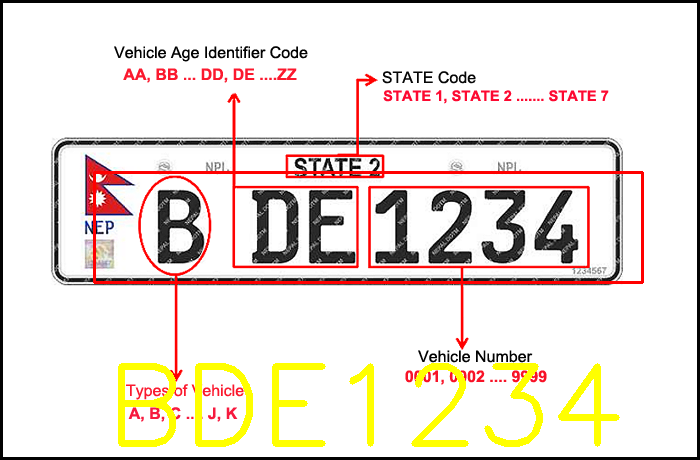 Vehicle Age Identifier Code
AA, BB ... DD, DE ....ZZ
STATE Code
STATE 1, STATE 2 ....... STATE 7
NPL
STATE 2
NPL
NEP
B DE 1234
1234567
Vehicle Number
0001, 0002 .... 9999
Types of Vehicle
A, B, C .... J, K
BDE1234